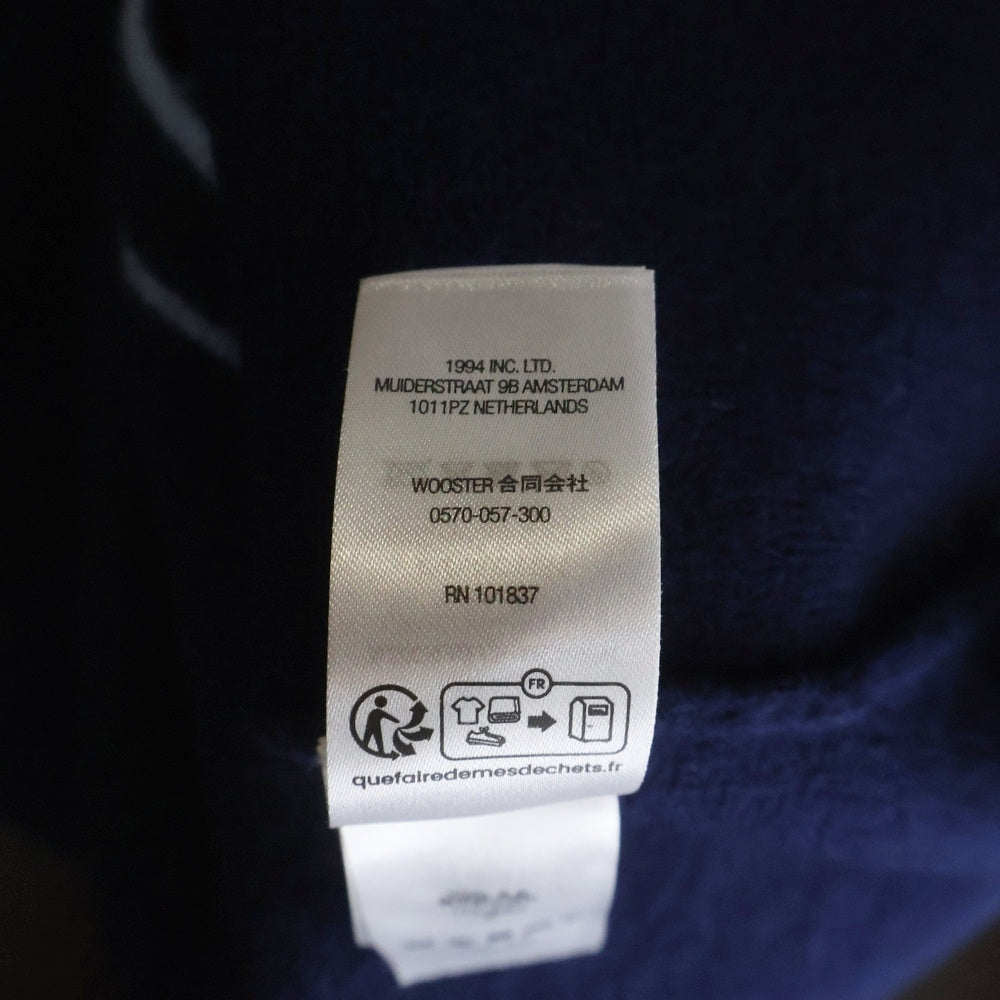 1994 INC. LTD.
MUIDERSTRAAT 9B AMSTERDAM
1011PZ NETHERLANDS
WOOSTER 合同会社
0570-057-300
RN 101837
FR
quefairedemesdechets.fr